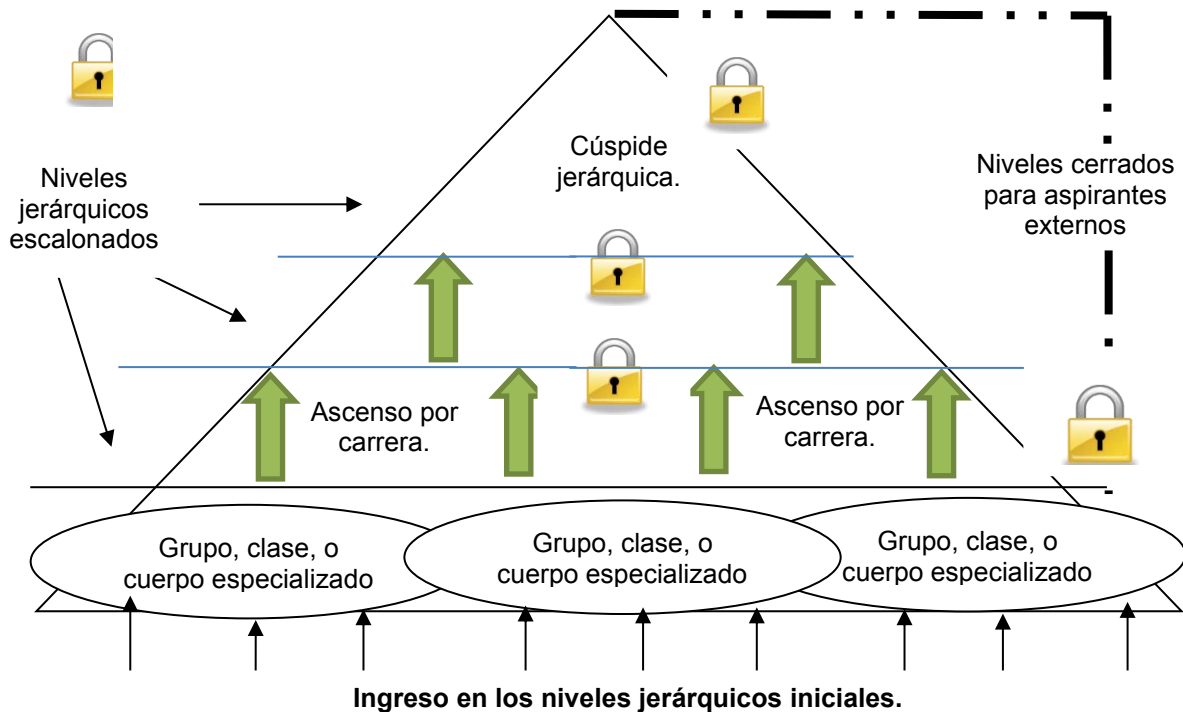 Cúspide
jerárquica.
Niveles
jerárquicos
escalonados
Niveles cerrados
para aspirantes
externos
Ascenso por
carrera.
Ascenso por
carrera.
Grupo, clase, o
cuerpo especializado
Grupo, clase, o
cuerpo especializado
Grupo, clase, o
cuerpo especializado
Ingreso en los niveles jerárquicos iniciales.